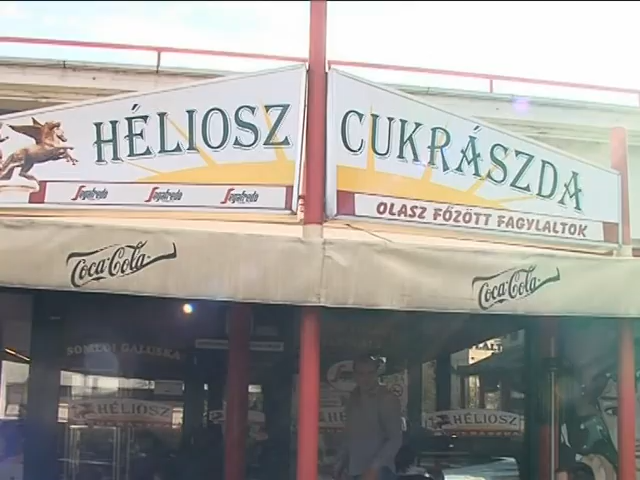 HÉLIOSZ CUKRÁSZDA
Segafredo Segafredo Segafredo
OLASZ FŐZÖTT FAGYLALTOK
Coca-Cola Coca-Cola
SOMLÓI GALUSKA
HÉLIOSZ HÉLIOSZ